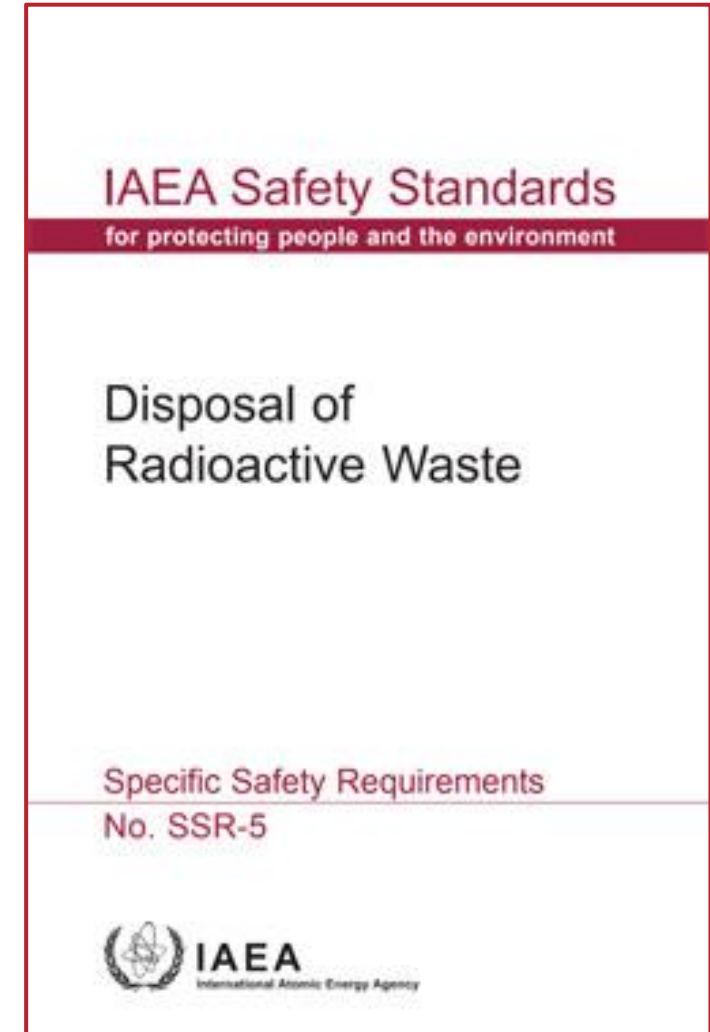 IAEA Safety Standards
for protecting people and the environment
Disposal of
Radioactive Waste
Specific Safety Requirements
No. SSR-5
IAEA
International Atomic Energy Agency